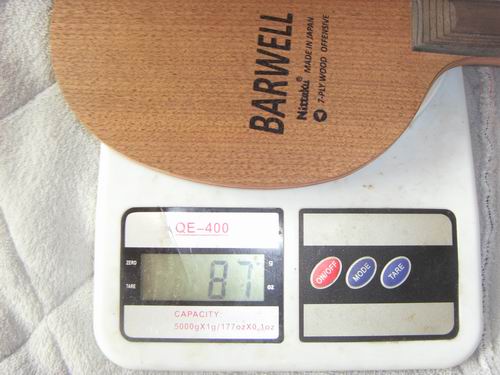 BARWELL
Nittaku® MADE IN JAPAN
7-PLY WOOD OFFENSIVE
QE-400
ZERO
TARE
87
g
oz
CAPACITY:
5000gX1g/177ozX0.1oz
ON/OFF
MODE
TARE